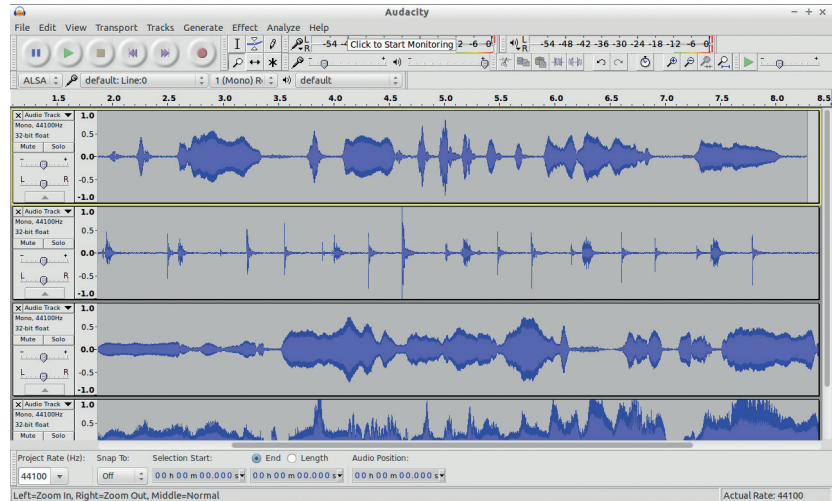 Audacity
File Edit View Transport Tracks Generate Effect Analyze Help
L R -54 -4 Click to Start Monitoring 2 -6 0 L R -54 -48 -42 -36 -30 -24 -18 -12 -6 0
- + - + - +
ALSA default: Line:0 1 (Mono) R default
1.5 2.0 2.5 3.0 3.5 4.0 4.5 5.0 5.5 6.0 6.5 7.0 7.5 8.0 8.5
X Audio Track 1.0
Mono, 44100Hz
32-bit float 0.5
Mute Solo
- + 0.0
L R -0.5
-1.0
X Audio Track 1.0
Mono, 44100Hz
32-bit float 0.5
Mute Solo
- + 0.0
L R -0.5
-1.0
X Audio Track 1.0
Mono, 44100Hz
32-bit float 0.5
Mute Solo
- + 0.0
L R -0.5
-1.0
X Audio Track 1.0
Mono, 44100Hz
32-bit float 0.5
Mute Solo
Project Rate (Hz): Snap To: Selection Start: End Length Audio Position:
44100 Off 00 h 00 m 00.000 s 00 h 00 m 00.000 s 00 h 00 m 00.000 s
Left=Zoom In, Right=Zoom Out, Middle=Normal Actual Rate: 44100